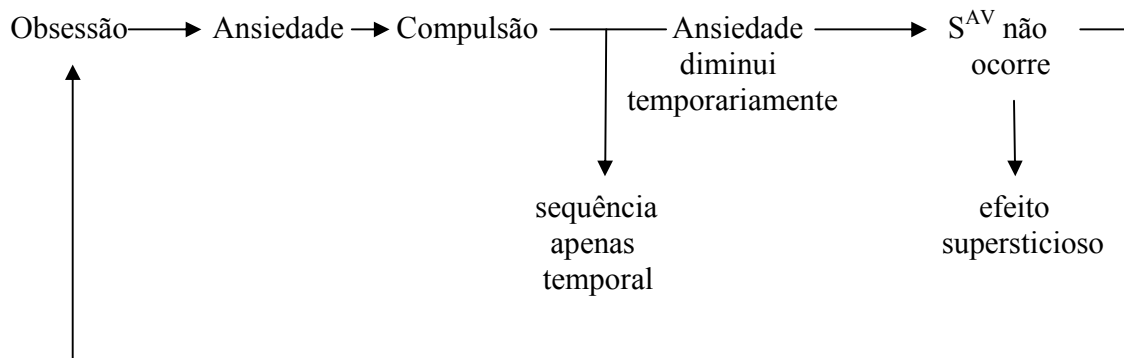 Obsessão Ansiedade Compulsão Ansiedade S^AV não
diminui ocorre
temporariamente
sequência efeito
apenas supersticioso
temporal